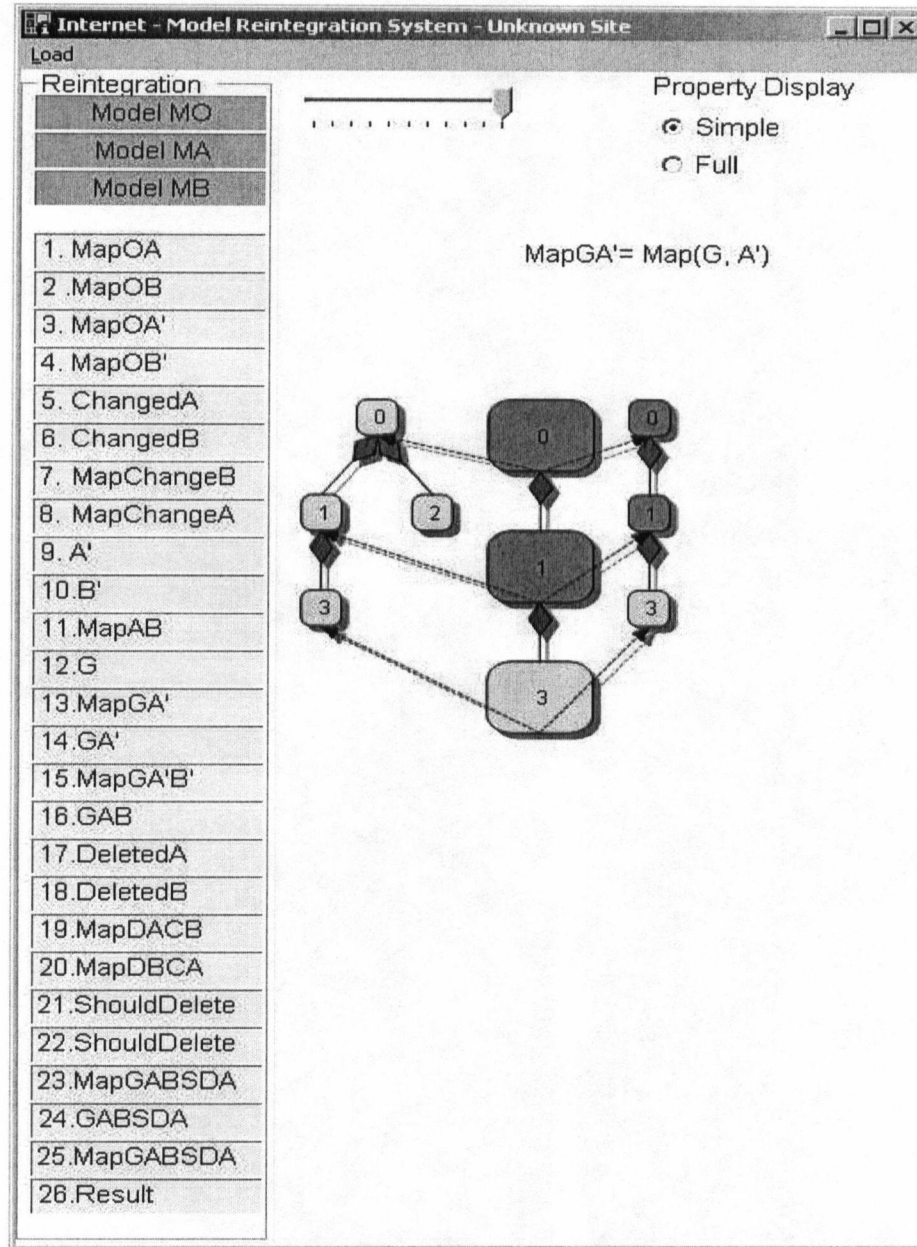 Internet - Model Reintegration System - Unknown Site
Load
Reintegration
Model MO
Model MA
Model MB
1. MapOA
2 .MapOB
3. MapOA'
4. MapOB'
5. ChangedA
6. ChangedB
7. MapChangeB
8. MapChangeA
9. A'
10.B'
11.MapAB
12.G
13.MapGA'
14.GA'
15.MapGA'B'
16.GAB
17.DeletedA
18.DeletedB
19.MapDACB
20.MapDBCA
21.ShouldDelete
22.ShouldDelete
23.MapGABSDA
24.GABSDA
25.MapGABSDA
26.Result
Property Display
Simple
Full
MapGA'= Map(G, A')
0 0 0
1 2 1 1
3 3 3